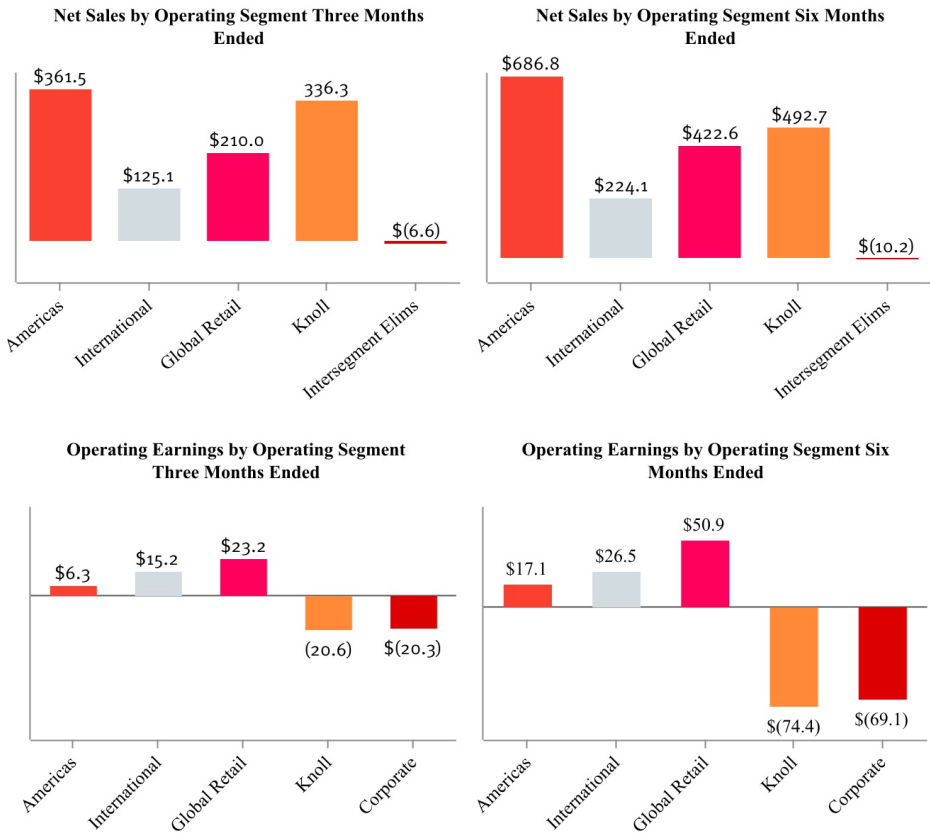 Net Sales by Operating Segment Three Months
Ended
$361.5
$125.1
$210.0
336.3
$(6.6)
Americas
International
Global Retail
Knoll
Intersegment Elims
Net Sales by Operating Segment Six Months
Ended
$686.8
$224.1
$422.6
$492.7
$(10.2)
Americas
International
Global Retail
Knoll
Intersegment Elims
Operating Earnings by Operating Segment
Three Months Ended
$6.3
$15.2
$23.2
(20.6)
$(20.3)
Americas
International
Global Retail
Knoll
Corporate
Operating Earnings by Operating Segment Six
Months Ended
$17.1
$26.5
$50.9
$(74.4)
$(69.1)
Americas
International
Global Retail
Knoll
Corporate